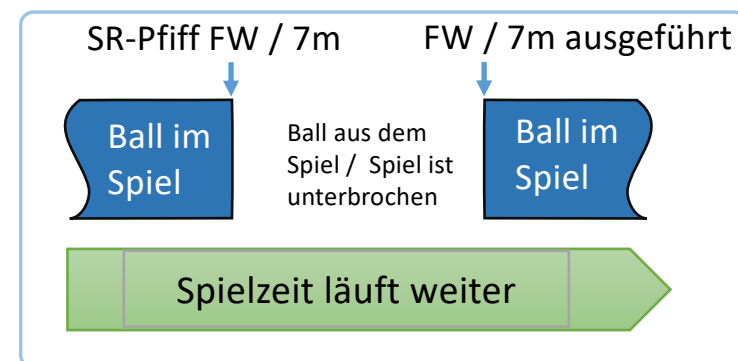 SR-Pfiff FW / 7m
FW / 7m ausgeführt
Ball im
Spiel
Ball aus dem
Spiel /  Spiel ist
unterbrochen
Ball im
Spiel
Spielzeit läuft weiter